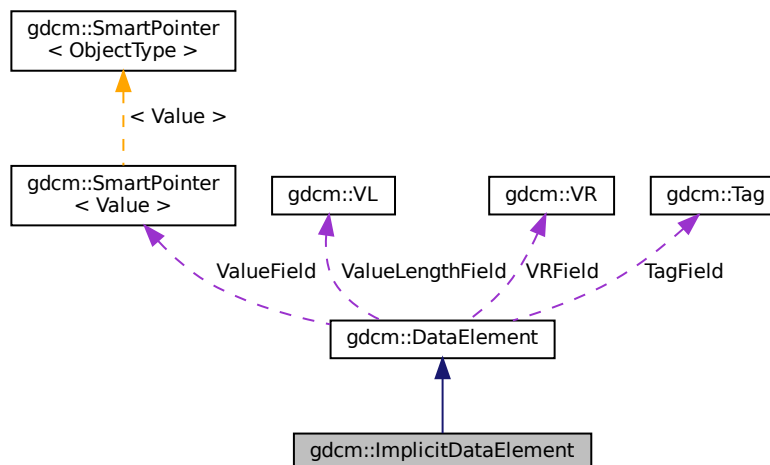 gdcm::SmartPointer
< ObjectType >
< Value >
gdcm::SmartPointer
< Value >
gdcm::VL
gdcm::VR
gdcm::Tag
ValueField
ValueLengthField
VRField
TagField
gdcm::DataElement
gdcm::ImplicitDataElement